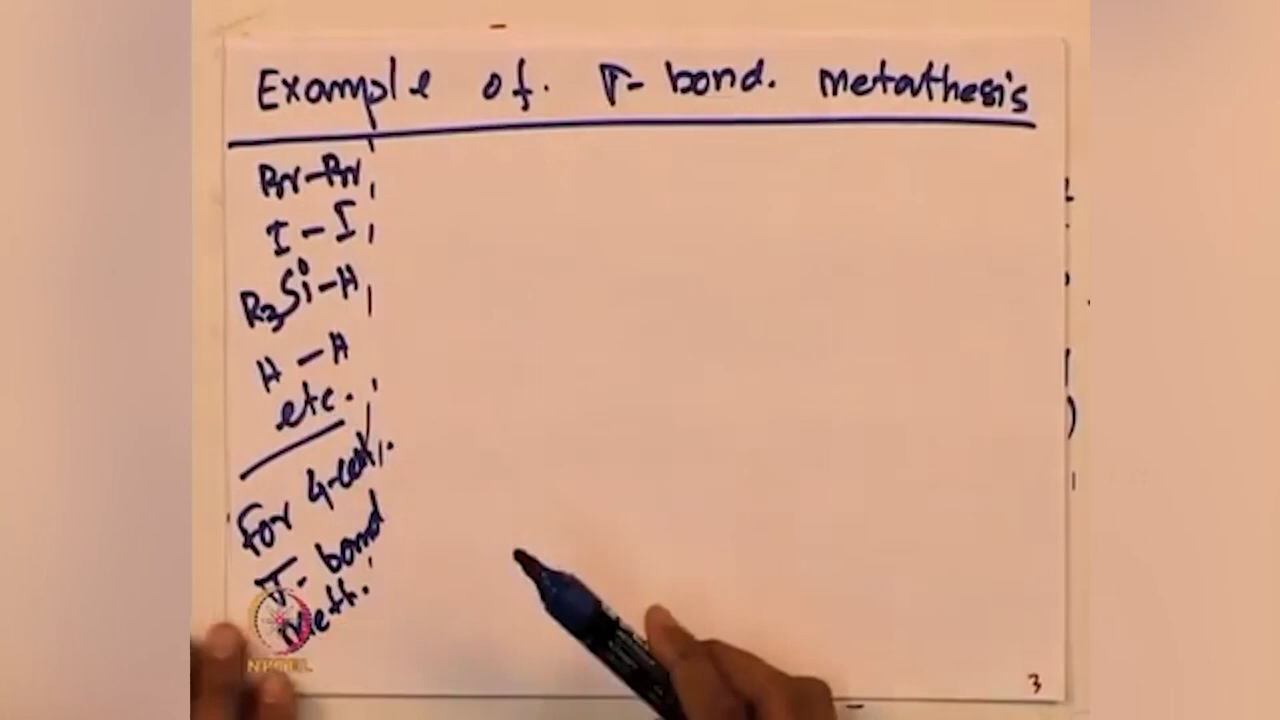 Example of. σ- bond. metathesis
Br-Br
I-I
R3Si-H
H-H
etc.
For 4-cent.
σ- bond
Meth.
NPTEL
3